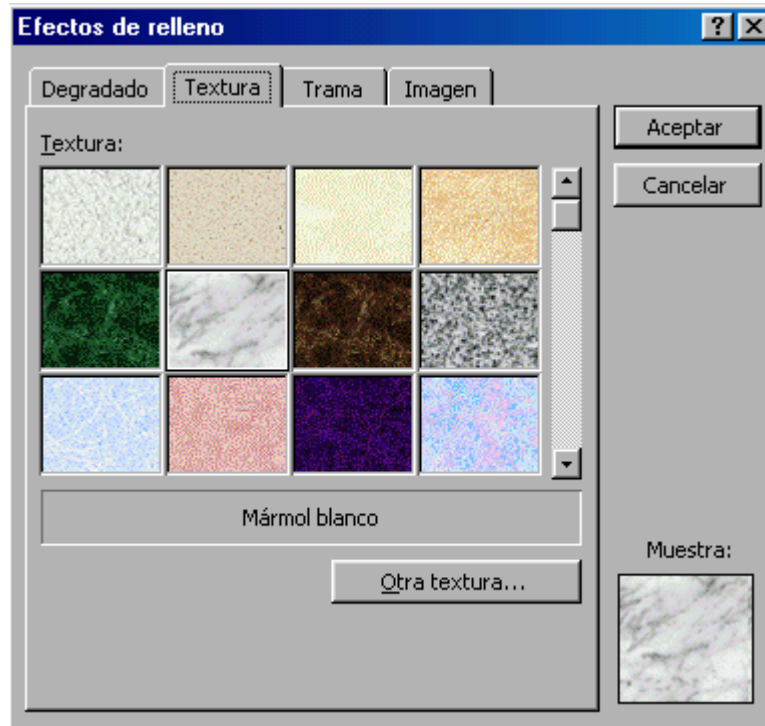 Efectos de relleno
Degradado Textura Trama Imagen
Textura:
Aceptar
Cancelar
Mármol blanco
Otra textura...
Muestra: